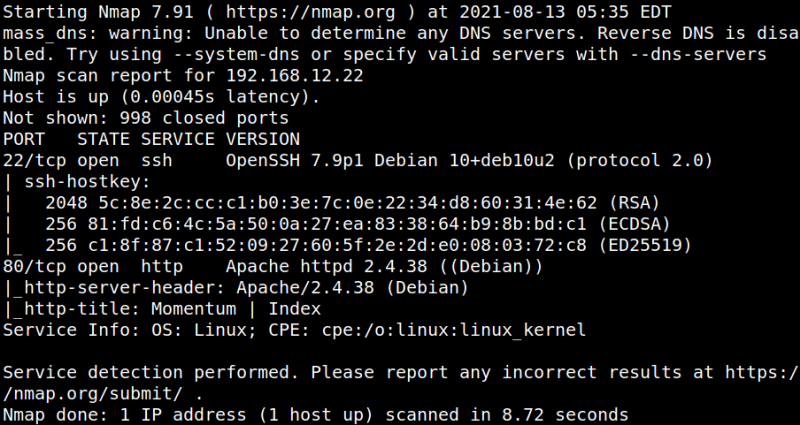 Starting Nmap 7.91 ( https://nmap.org ) at 2021-08-13 05:35 EDT
mass_dns: warning: Unable to determine any DNS servers. Reverse DNS is disa
bled. Try using --system-dns or specify valid servers with --dns-servers
Nmap scan report for 192.168.12.22
Host is up (0.00045s latency).
Not shown: 998 closed ports
PORT   STATE SERVICE VERSION
22/tcp open  ssh     OpenSSH 7.9p1 Debian 10+deb10u2 (protocol 2.0)
| ssh-hostkey:
|   2048 5c:8e:2c:cc:c1:b0:3e:7c:0e:22:34:d8:60:31:4e:62 (RSA)
|   256 81:fd:c6:4c:5a:50:0a:27:ea:83:38:64:b9:8b:bd:c1 (ECDSA)
|_  256 c1:8f:87:c1:52:09:27:60:5f:2e:2d:e0:08:03:72:c8 (ED25519)
80/tcp open  http    Apache httpd 2.4.38 ((Debian))
|_http-server-header: Apache/2.4.38 (Debian)
|_http-title: Momentum | Index
Service Info: OS: Linux; CPE: cpe:/o:linux:linux_kernel

Service detection performed. Please report any incorrect results at https:/
/nmap.org/submit/ .
Nmap done: 1 IP address (1 host up) scanned in 8.72 seconds